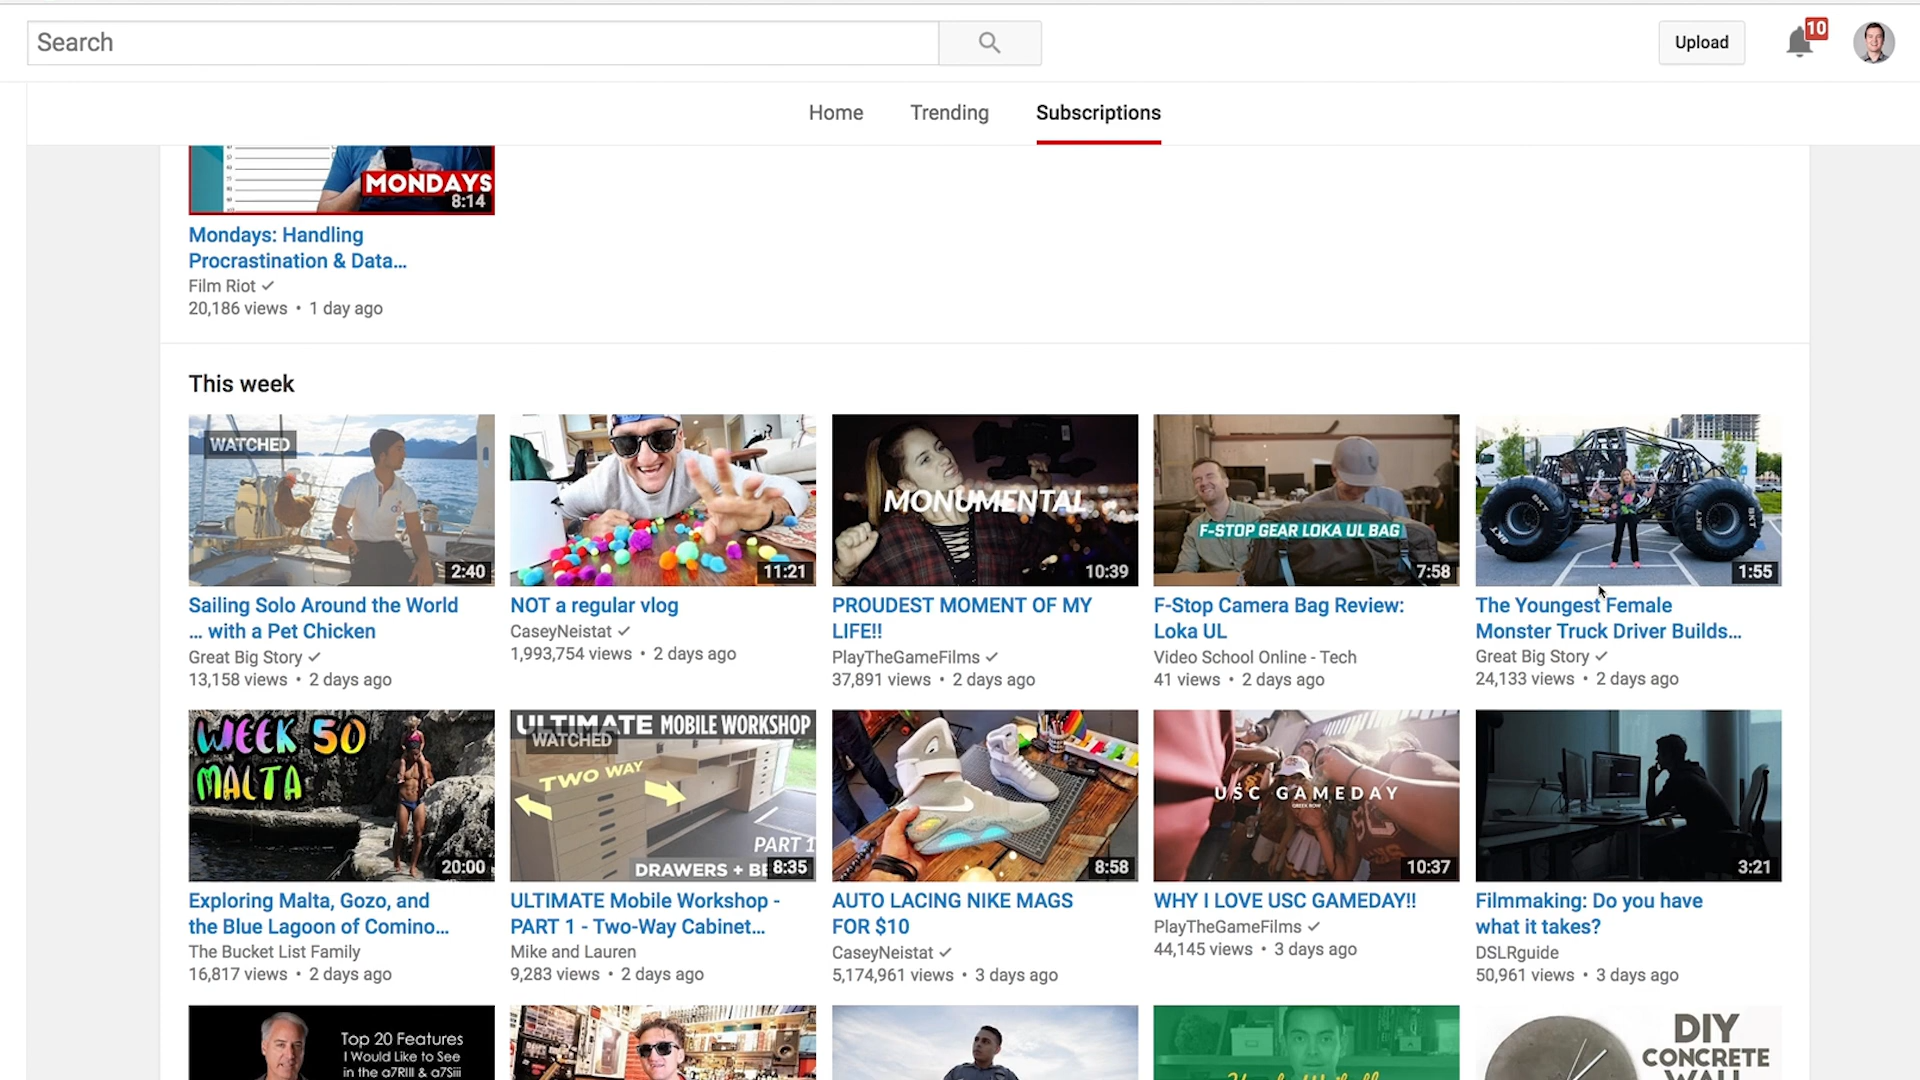 Search
Upload
10
Home
Trending
Subscriptions
MONDAYS
8:14
Mondays: Handling
Procrastination & Data...
Film Riot
20,186 views • 1 day ago
This week
WATCHED
2:40
Sailing Solo Around the World
... with a Pet Chicken
Great Big Story
13,158 views • 2 days ago
11:21
NOT a regular vlog
CaseyNeistat
1,993,754 views • 2 days ago
MONUMENTAL
10:39
PROUDEST MOMENT OF MY
LIFE!!
PlayTheGameFilms
37,891 views • 2 days ago
F-STOP GEAR LOKA UL BAG
7:58
F-Stop Camera Bag Review:
Loka UL
Video School Online - Tech
41 views • 2 days ago
BKT
BKT
BKT
1:55
The Youngest Female
Monster Truck Driver Builds...
Great Big Story
24,133 views • 2 days ago
WEEK 50
MALTA
20:00
Exploring Malta, Gozo, and
the Blue Lagoon of Comino...
The Bucket List Family
16,817 views • 2 days ago
ULTIMATE MOBILE WORKSHOP
WATCHED
TWO WAY
PART 1
DRAWERS + BE
8:35
ULTIMATE Mobile Workshop -
PART 1 - Two-Way Cabinet...
Mike and Lauren
9,283 views • 2 days ago
8:58
AUTO LACING NIKE MAGS
FOR $10
CaseyNeistat
5,174,961 views • 3 days ago
USC GAMEDAY
GREEK ROW
10:37
WHY I LOVE USC GAMEDAY!!
PlayTheGameFilms
44,145 views • 3 days ago
3:21
Filmmaking: Do you have
what it takes?
DSLRguide
50,961 views • 3 days ago
Top 20 Features
I Would Like to See
in the a7RIII & a7Siii
DIY
CONCRETE
WALL